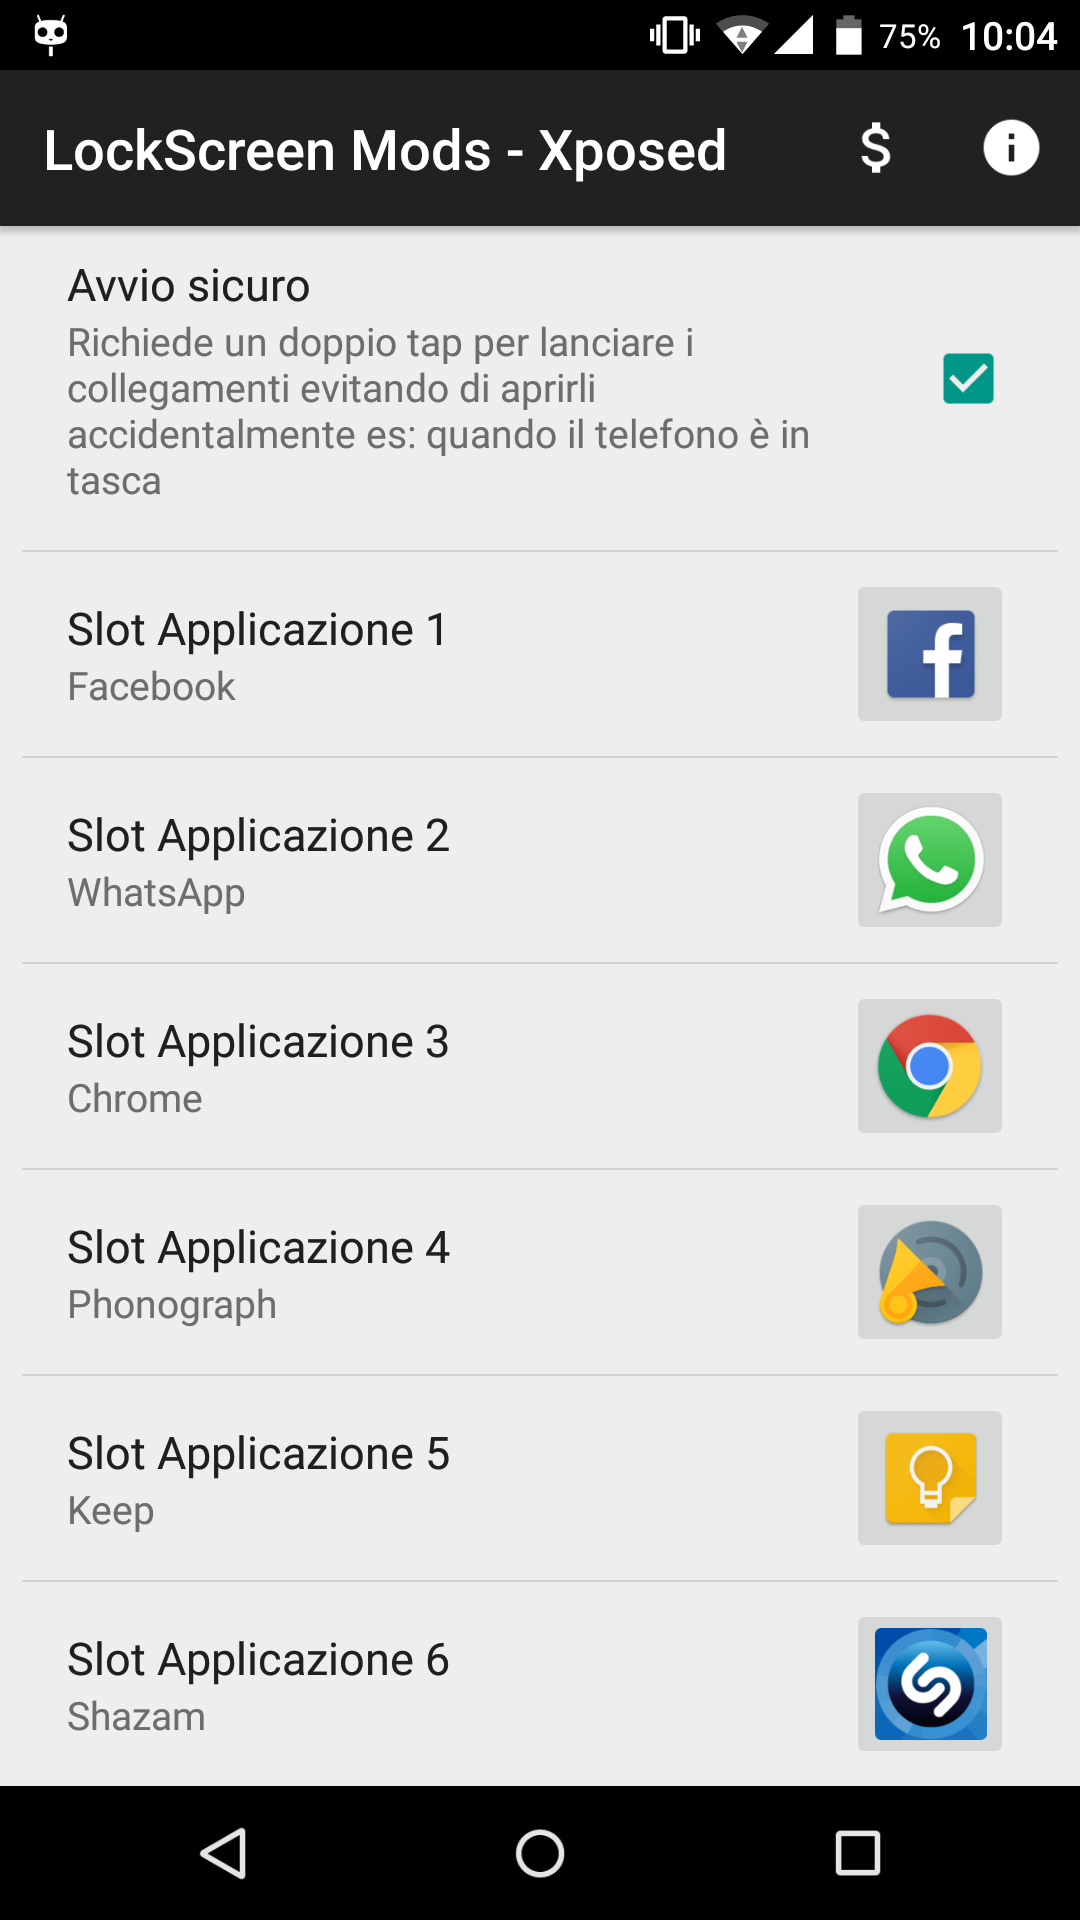 75% 10:04
LockScreen Mods - Xposed
Avvio sicuro
Richiede un doppio tap per lanciare i
collegamenti evitando di aprirli
accidentalmente es: quando il telefono è in
tasca
Slot Applicazione 1
Facebook
Slot Applicazione 2
WhatsApp
Slot Applicazione 3
Chrome
Slot Applicazione 4
Phonograph
Slot Applicazione 5
Keep
Slot Applicazione 6
Shazam